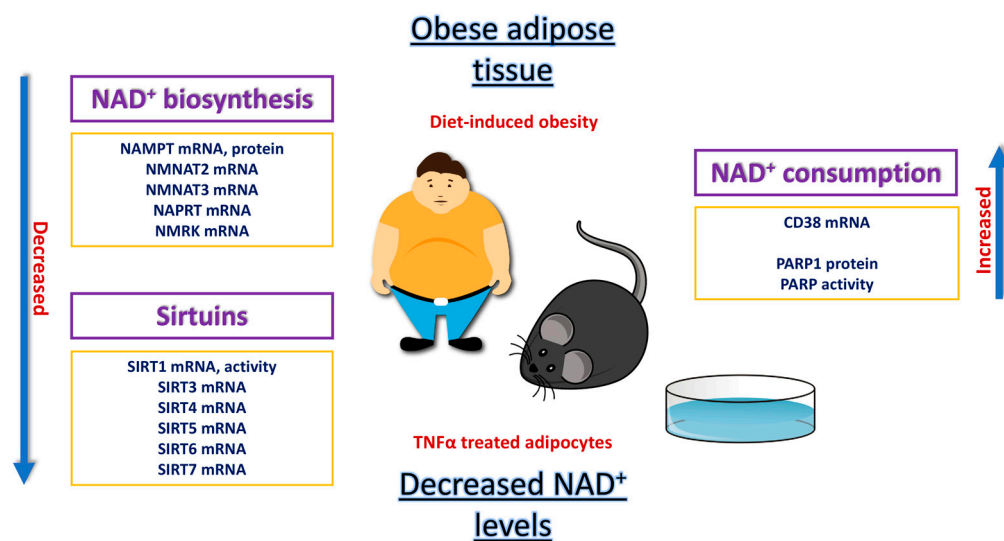 Obese adipose
tissue
Diet-induced obesity
Decreased
NAD⁺ biosynthesis
NAMPT mRNA, protein
NMNAT2 mRNA
NMNAT3 mRNA
NAPRT mRNA
NMRK mRNA
Sirtuins
SIRT1 mRNA, activity
SIRT3 mRNA
SIRT4 mRNA
SIRT5 mRNA
SIRT6 mRNA
SIRT7 mRNA
NAD⁺ consumption
CD38 mRNA
PARP1 protein
PARP activity
Increased
TNFα treated adipocytes
Decreased NAD⁺
levels